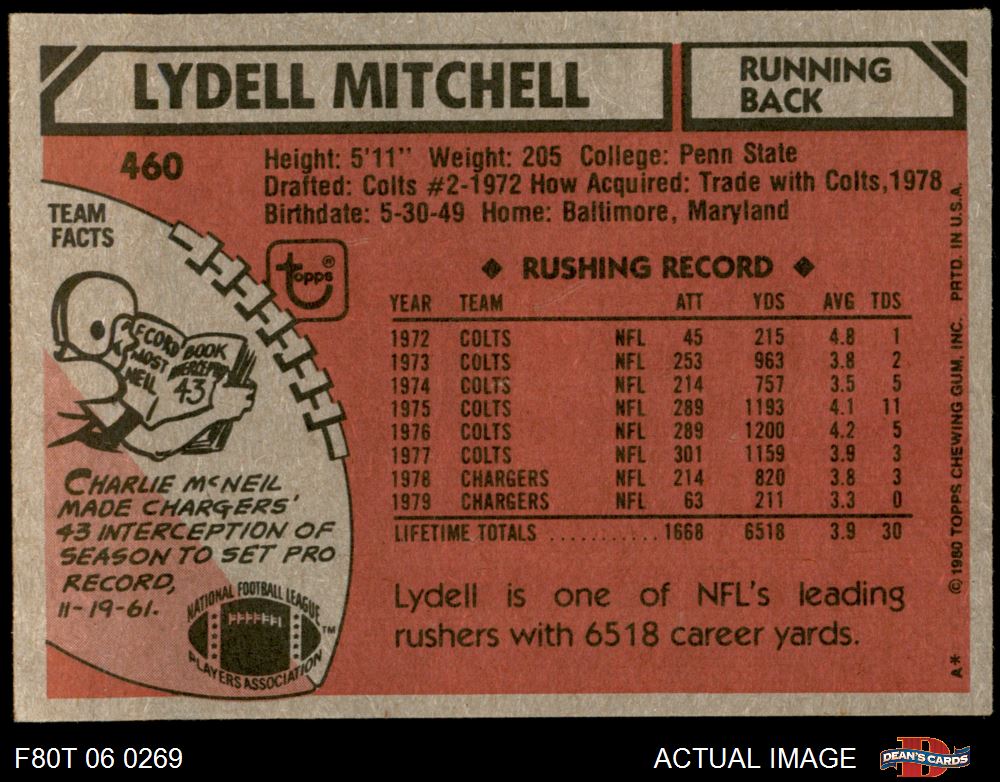 LYDELL MITCHELL
RUNNING
BACK
460
Height: 5'11" Weight: 205 College: Penn State
Drafted: Colts #2-1972 How Acquired: Trade with Colts, 1978
Birthdate: 5-30-49 Home: Baltimore, Maryland
TEAM
FACTS
topps®
RECORD BOOK
MOST INTERCEPTIONS
NEIL 43
CHARLIE McNEIL
MADE CHARGERS'
43 INTERCEPTION OF
SEASON TO SET PRO
RECORD,
11-19-61.
NATIONAL FOOTBALL LEAGUE
PLAYERS ASSOCIATION
TM
◆ RUSHING RECORD ◆
YEAR TEAM ATT YDS AVG TDS
1972 COLTS NFL 45 215 4.8 1
1973 COLTS NFL 253 963 3.8 2
1974 COLTS NFL 214 757 3.5 5
1975 COLTS NFL 289 1193 4.1 11
1976 COLTS NFL 289 1200 4.2 5
1977 COLTS NFL 301 1159 3.9 3
1978 CHARGERS NFL 214 820 3.8 3
1979 CHARGERS NFL 63 211 3.3 0
LIFETIME TOTALS ........... 1668 6518 3.9 30
Lydell is one of NFL's leading
rushers with 6518 career yards.
A* © 1980 TOPPS CHEWING GUM, INC. PRTD. IN U.S.A.
F80T 06 0269
ACTUAL IMAGE
DEAN'S CARDS